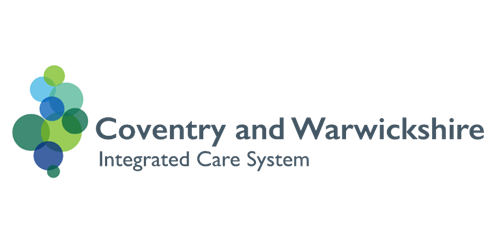 Coventry and Warwickshire
Integrated Care System